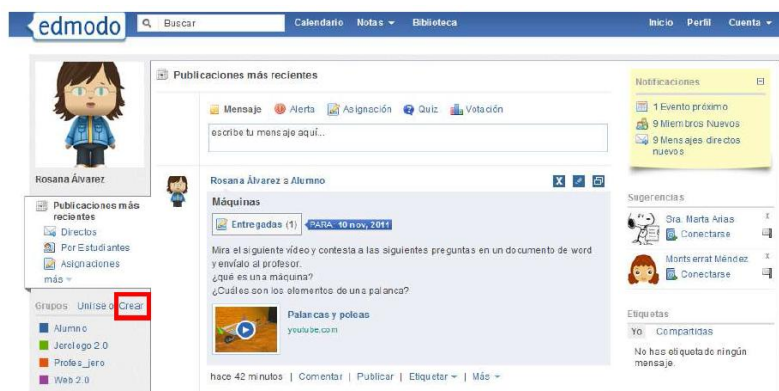 edmodo
Buscar
Calendario Notas Biblioteca
Inicio Perfil Cuenta
Publicaciones más recientes
Mensaje Alerta Asignación Quiz Votación
escribe tu mensaje aquí...
Rosana Álvarez
Publicaciones más
recientes
Directos
Por Estudiantes
Asignaciones
más
Grupos Unirse o Crear
Alumno
Jerolego 2.0
Profes_jero
Web 2.0
Rosana Álvarez a Alumno
Máquinas
Entregadas (1) PARA: 10 nov, 2011
Mira el siguiente vídeo y contesta a las siguientes preguntas en un documento de word
y envíalo al profesor.
¿qué es una máquina?
¿Cuáles son los elementos de una palanca?
Palancas y poleas
youtube.com
hace 42 minutos | Comentar | Publicar | Etiquetar | Más
Notificaciones
1 Evento próximo
9 Miembros Nuevos
9 Mensajes directos
nuevos
Sugerencias
Sra. Marta Arias x
Conectarse
Montserrat Méndez x
Conectarse
Etiquetas
Yo Compartidas
No has etiquetado ningún
mensaje.